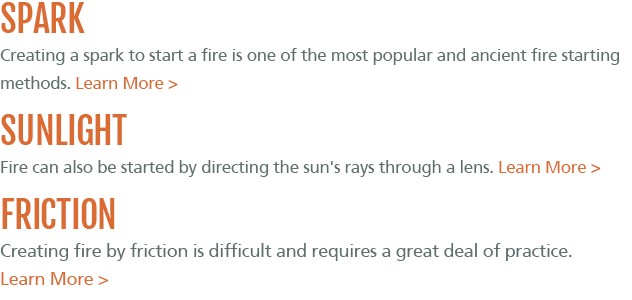 SPARK
Creating a spark to start a fire is one of the most popular and ancient fire starting
methods. Learn More >
SUNLIGHT
Fire can also be started by directing the sun's rays through a lens. Learn More >
FRICTION
Creating fire by friction is difficult and requires a great deal of practice.
Learn More >